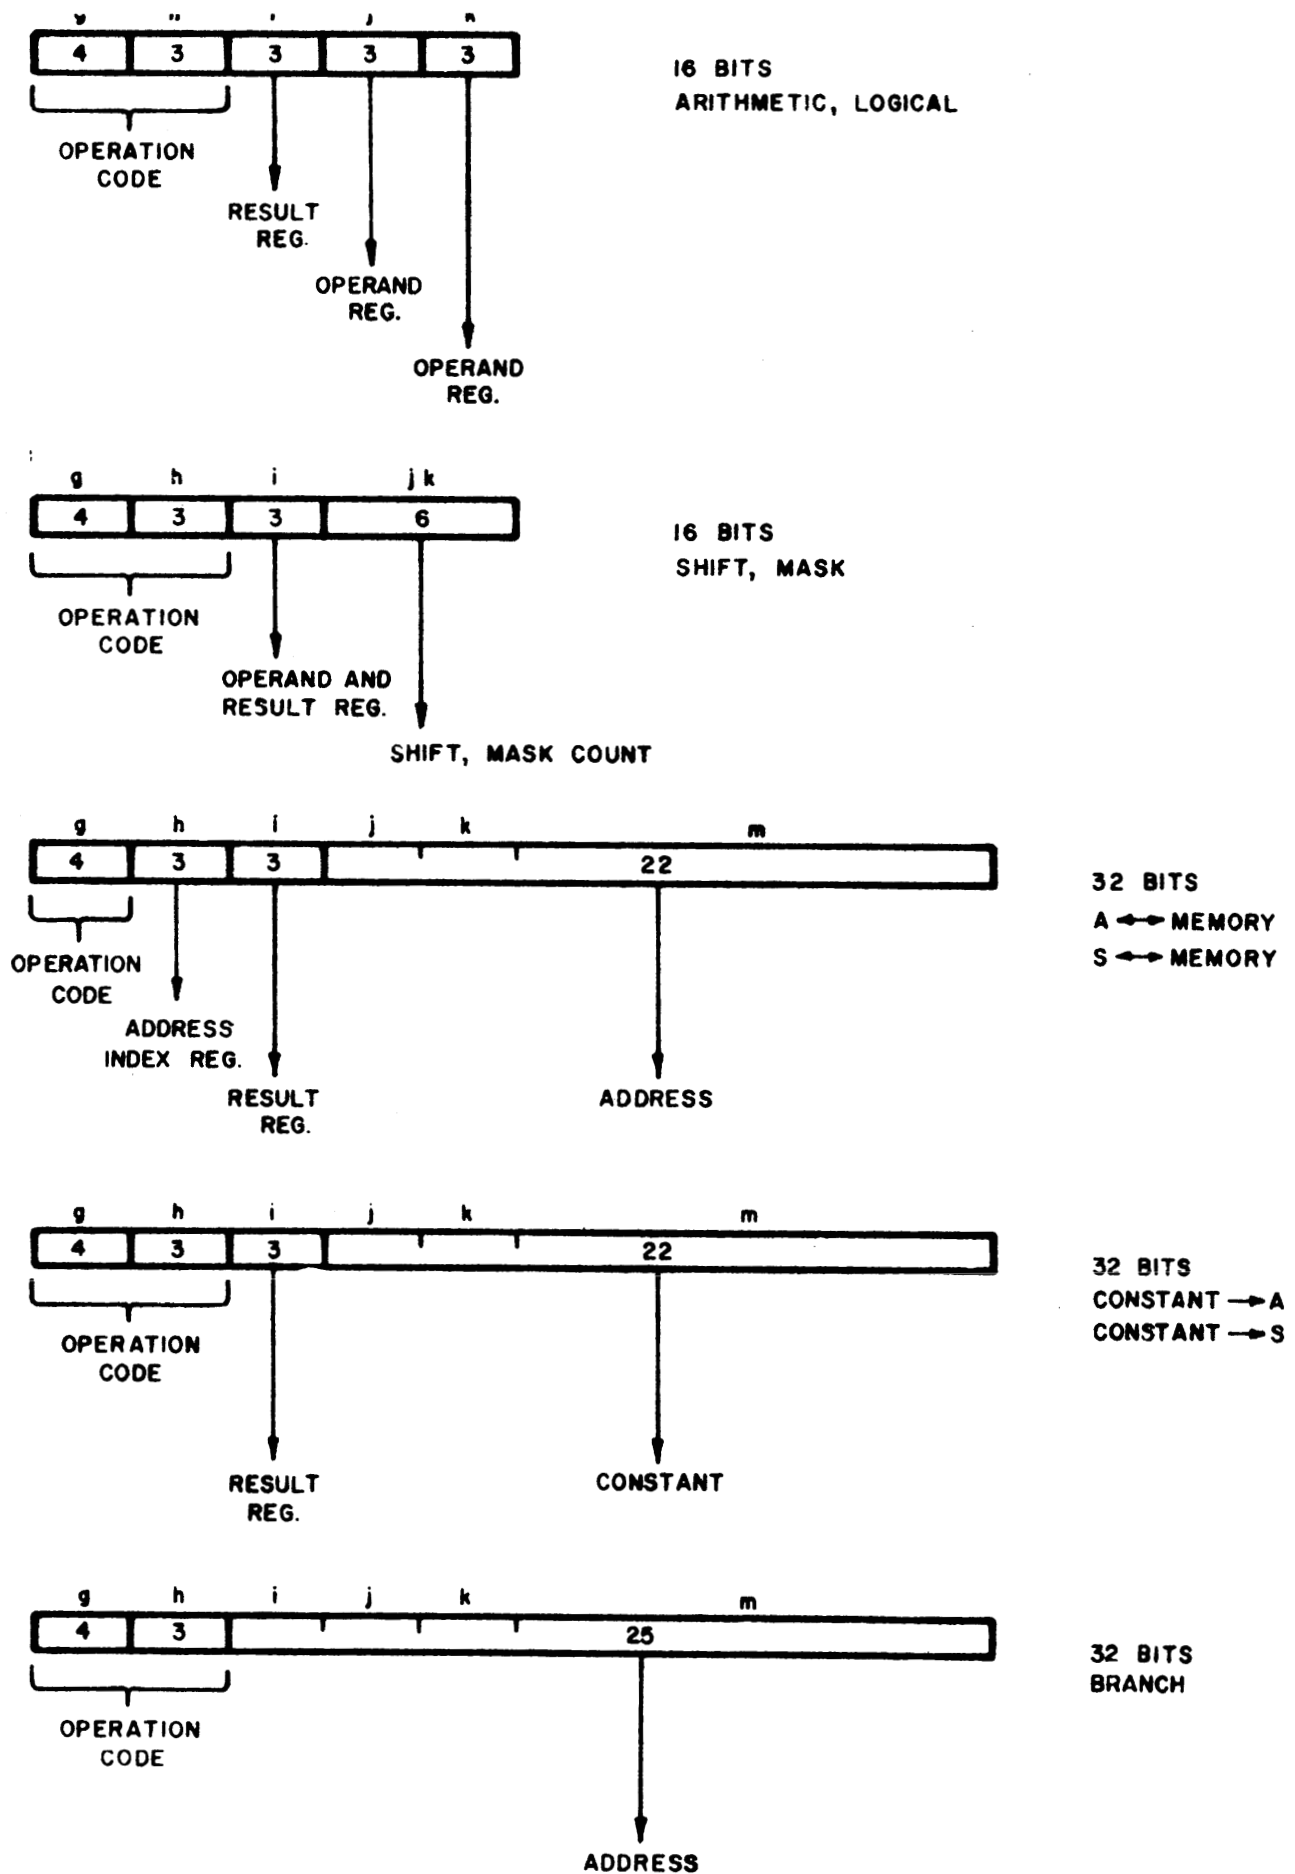 4 3 3 3 3
16 BITS
ARITHMETIC, LOGICAL
OPERATION
CODE
RESULT
REG.
OPERAND
REG.
OPERAND
REG.
g h i jk
4 3 3 6
16 BITS
SHIFT, MASK
OPERATION
CODE
OPERAND AND
RESULT REG.
SHIFT, MASK COUNT
g h i j k m
4 3 3 22
32 BITS
A ↔ MEMORY
S ↔ MEMORY
OPERATION
CODE
ADDRESS
INDEX REG.
RESULT
REG.
ADDRESS
g h i j k m
4 3 3 22
32 BITS
CONSTANT → A
CONSTANT → S
OPERATION
CODE
RESULT
REG.
CONSTANT
g h i j k m
4 3 25
32 BITS
BRANCH
OPERATION
CODE
ADDRESS